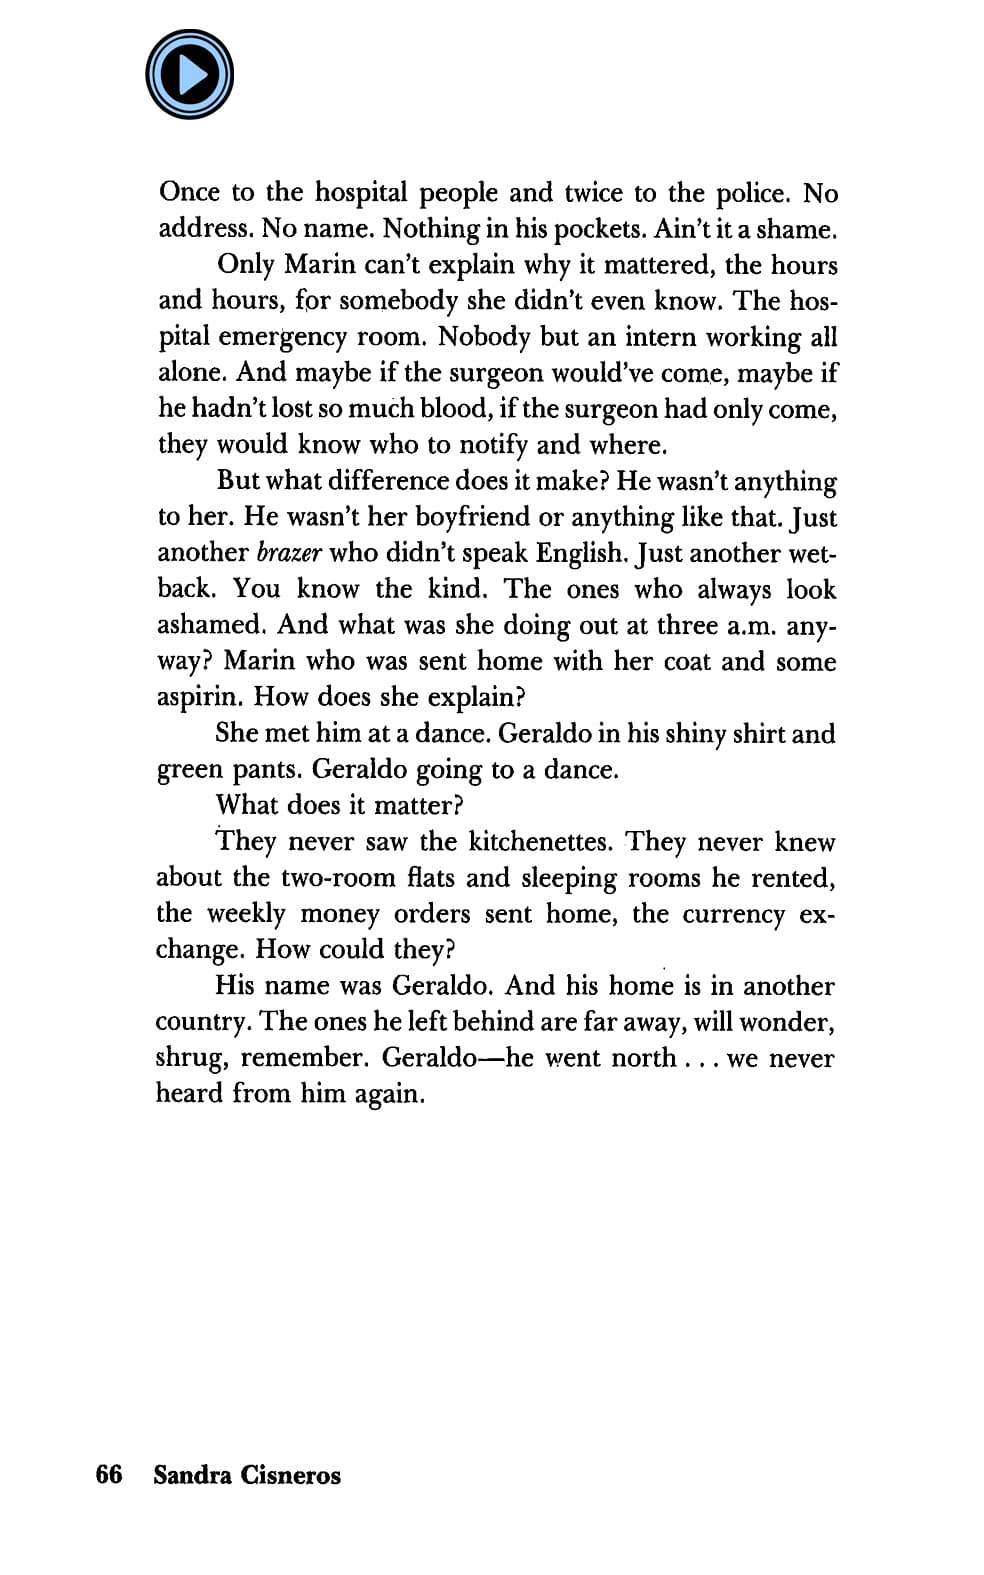 Once to the hospital people and twice to the police. No
address. No name. Nothing in his pockets. Ain’t it a shame.
Only Marin can’t explain why it mattered, the hours
and hours, for somebody she didn’t even know. The hos-
pital emergency room. Nobody but an intern working all
alone. And maybe if the surgeon would’ve come, maybe if
he hadn’t lost so much blood, if the surgeon had only come,
they would know who to notify and where.
But what difference does it make? He wasn’t anything
to her. He wasn’t her boyfriend or anything like that. Just
another brazer who didn’t speak English. Just another wet-
back. You know the kind. The ones who always look
ashamed. And what was she doing out at three a.m. any-
way? Marin who was sent home with her coat and some
aspirin. How does she explain?
She met him at a dance. Geraldo in his shiny shirt and
green pants. Geraldo going to a dance.
What does it matter?
They never saw the kitchenettes. They never knew
about the two-room flats and sleeping rooms he rented,
the weekly money orders sent home, the currency ex-
change. How could they?
His name was Geraldo. And his home is in another
country. The ones he left behind are far away, will wonder,
shrug, remember. Geraldo—he went north . . . we never
heard from him again.
66 Sandra Cisneros